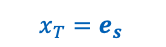 x_T = e_s